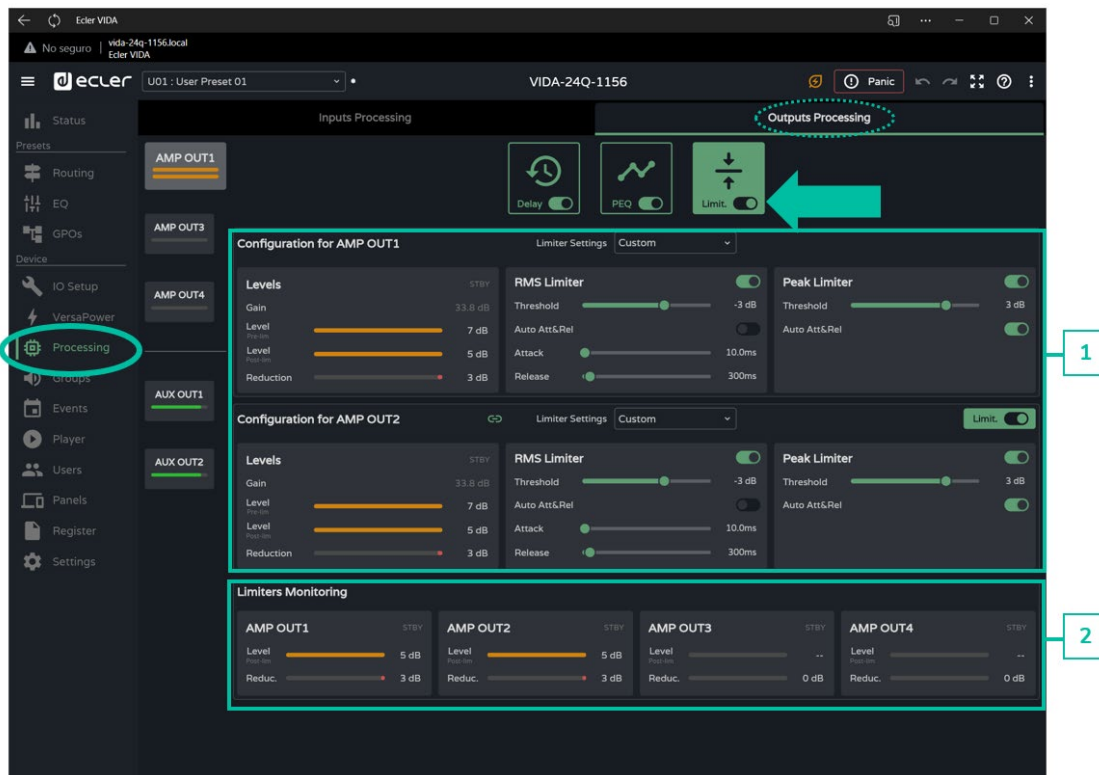 Ecler VIDA
No seguro | vida-24q-1156.local
Ecler VIDA
ecler
U01 : User Preset 01
VIDA-24Q-1156
Panic
Status
Presets
Routing
EQ
GPOs
Device
IO Setup
VersaPower
Processing
Groups
Events
Player
Users
Panels
Register
Settings
Inputs Processing
Outputs Processing
AMP OUT1
AMP OUT3
AMP OUT4
AUX OUT1
AUX OUT2
Delay
PEQ
Limit.
Configuration for AMP OUT1
Limiter Settings Custom
Levels STBY
Gain 33.8 dB
Level 7 dB
Pre-lim
Level 5 dB
Post-lim
Reduction 3 dB
RMS Limiter
Threshold -3 dB
Auto Att&Rel
Attack 10.0ms
Release 300ms
Peak Limiter
Threshold 3 dB
Auto Att&Rel
1
Configuration for AMP OUT2
Limiter Settings Custom
Limit.
Levels STBY
Gain 33.8 dB
Level 7 dB
Pre-lim
Level 5 dB
Post-lim
Reduction 3 dB
RMS Limiter
Threshold -3 dB
Auto Att&Rel
Attack 10.0ms
Release 300ms
Peak Limiter
Threshold 3 dB
Auto Att&Rel
Limiters Monitoring
AMP OUT1 STBY
Level 5 dB
Post-lim
Reduc. 3 dB
AMP OUT2 STBY
Level 5 dB
Post-lim
Reduc. 3 dB
AMP OUT3 STBY
Level --
Post-lim
Reduc. 0 dB
AMP OUT4 STBY
Level --
Post-lim
Reduc. 0 dB
2